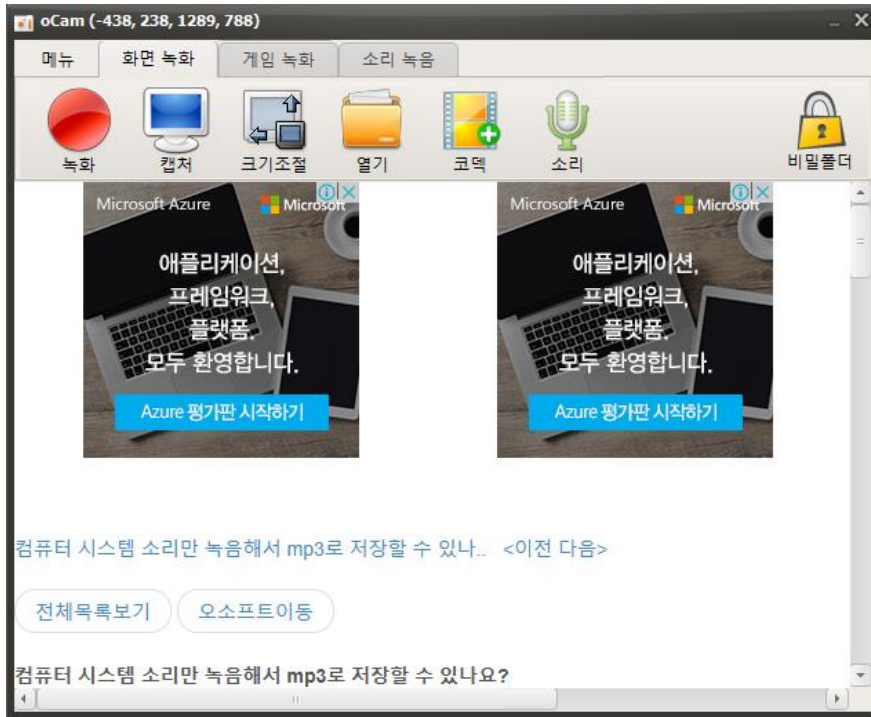 oCam (-438, 238, 1289, 788)
메뉴 화면 녹화 게임 녹화 소리 녹음
녹화 캡처 크기조절 열기 코덱 소리 비밀폴더
Microsoft Azure Microsoft Microsoft Azure Microsoft
애플리케이션, 애플리케이션,
프레임워크, 프레임워크,
플랫폼. 플랫폼.
모두 환영합니다. 모두 환영합니다.
Azure 평가판 시작하기 Azure 평가판 시작하기
컴퓨터 시스템 소리만 녹음해서 mp3로 저장할 수 있나.. <이전 다음>
전체목록보기 오소프트이동
컴퓨터 시스템 소리만 녹음해서 mp3로 저장할 수 있나요?